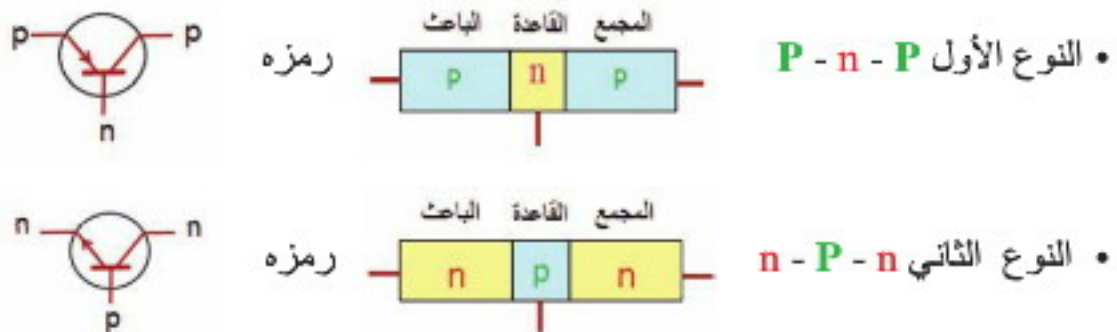 • النوع الأول P - n - P
المجمع القاعدة الباعث
p n p
رمزه
p p
n
• النوع الثاني n - P - n
المجمع القاعدة الباعث
n p n
رمزه
n n
p